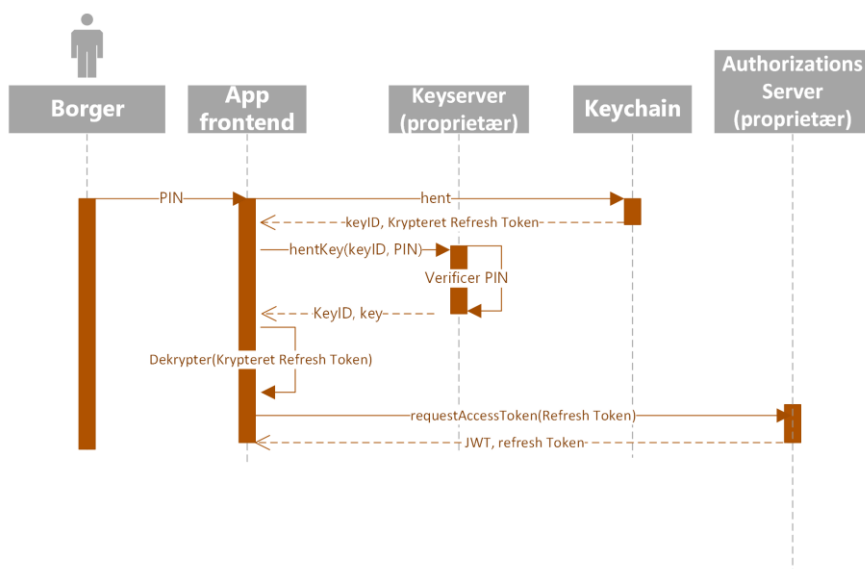 Borger
App
frontend
Keyserver
(proprietær)
Keychain
Authorizations
Server
(proprietær)
PIN
hent
keyID, Krypteret Refresh Token
hentKey(keyID, PIN)
Verificer PIN
KeyID, key
Dekrypter(Krypteret Refresh Token)
requestAccessToken(Refresh Token)
JWT, refresh Token